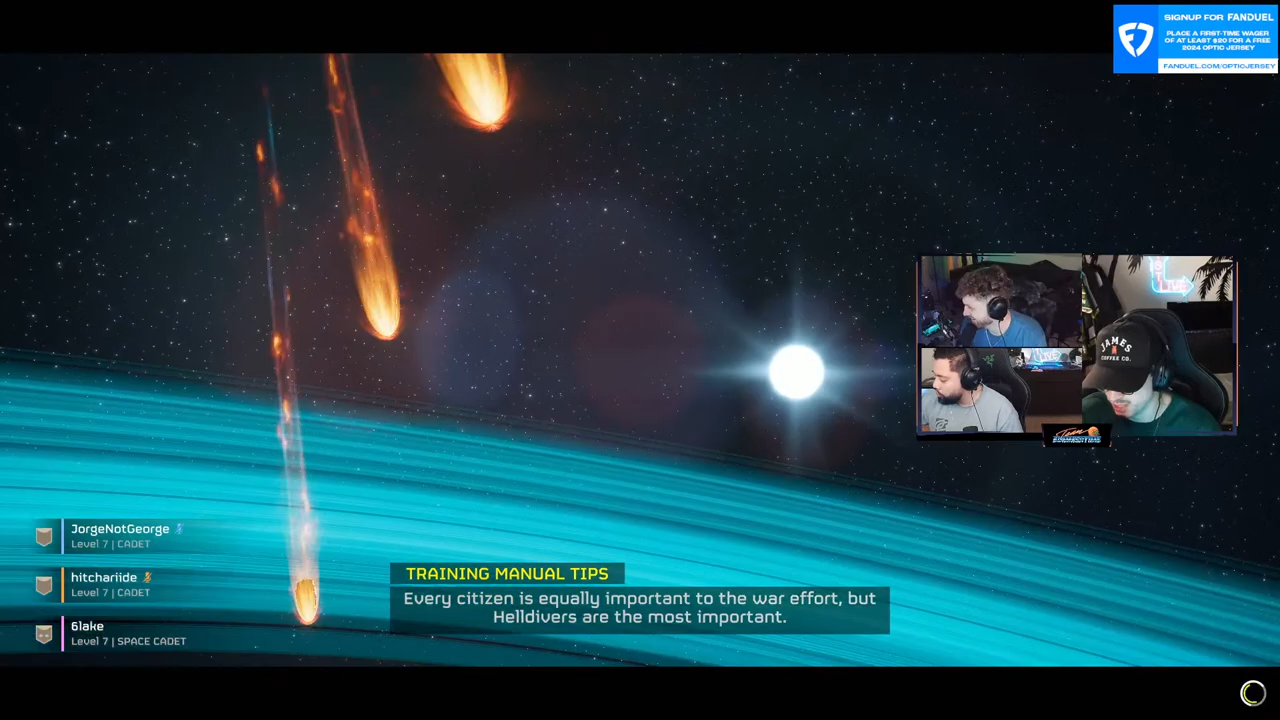 SIGNUP FOR FANDUEL
PLACE A FIRST-TIME WAGER
OF AT LEAST $20 FOR A FREE
2024 OPTIC JERSEY
FANDUEL.COM/OPTICJERSEY
LIVE
JAMES
COFFEE CO.
LIVE
JorgeNotGeorge
Level 7 | CADET
hitchariide
Level 7 | CADET
6lake
Level 7 | SPACE CADET
TRAINING MANUAL TIPS
Every citizen is equally important to the war effort, but
Helldivers are the most important.